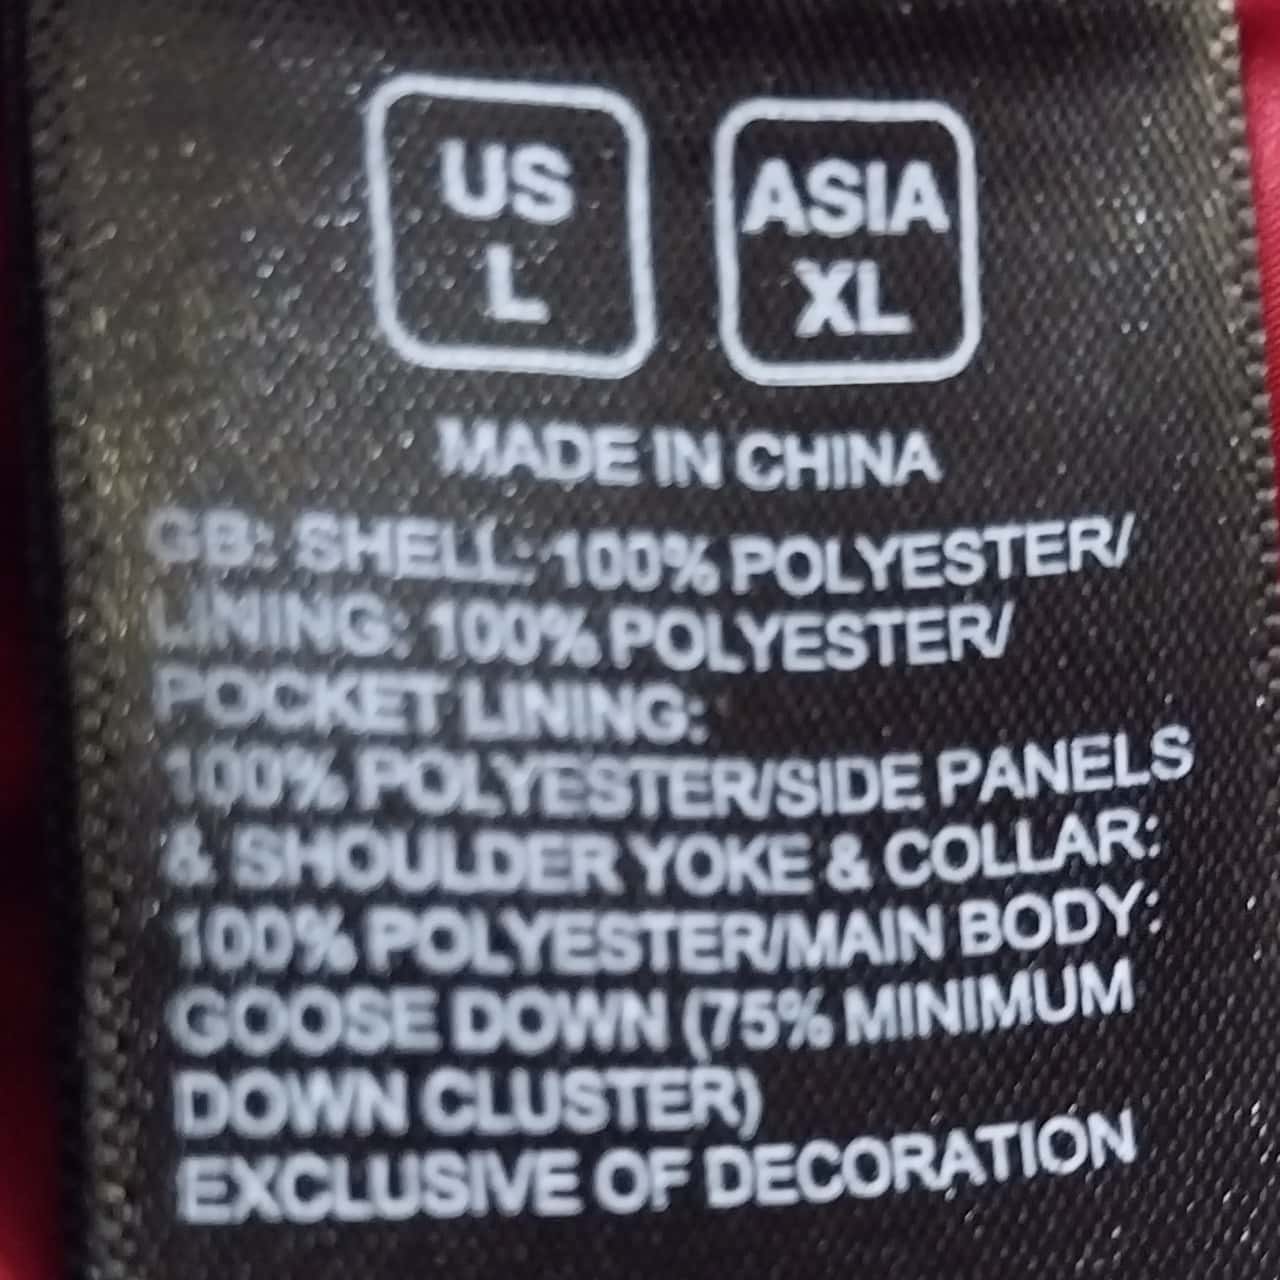 US
L
ASIA
XL
MADE IN CHINA
GB: SHELL: 100% POLYESTER/
LINING: 100% POLYESTER/
POCKET LINING:
100% POLYESTER/SIDE PANELS
& SHOULDER YOKE & COLLAR:
100% POLYESTER/MAIN BODY:
GOOSE DOWN (75% MINIMUM
DOWN CLUSTER)
EXCLUSIVE OF DECORATION